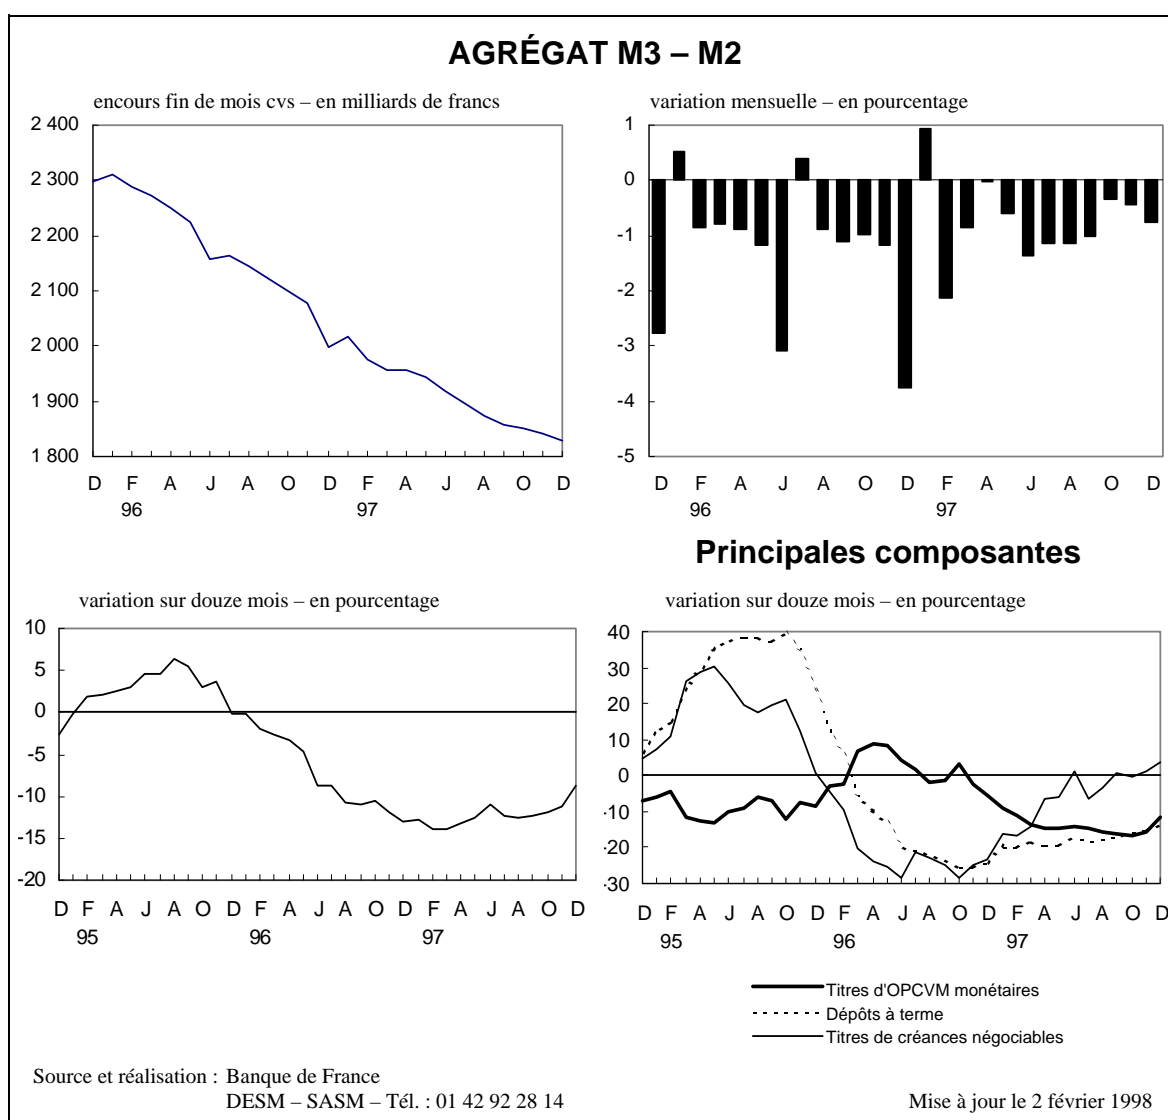 AGRÉGAT M3 – M2
encours fin de mois cvs – en milliards de francs
2 400
2 300
2 200
2 100
2 000
1 900
1 800
D F A J A O D F A J A O D
96 97
variation mensuelle – en pourcentage
1
0
-1
-2
-3
-4
-5
D F A J A O D F A J A O D
96 97
variation sur douze mois – en pourcentage
10
5
0
-5
-10
-15
-20
D F A J A O D F A J A O D F A J A O D
95 96 97
Principales composantes
variation sur douze mois – en pourcentage
40
30
20
10
0
-10
-20
-30
D F A J A O D F A J A O D F A J A O D
95 96 97
Titres d'OPCVM monétaires
Dépôts à terme
Titres de créances négociables
Source et réalisation : Banque de France
DESM – SASM – Tél. : 01 42 92 28 14
Mise à jour le 2 février 1998